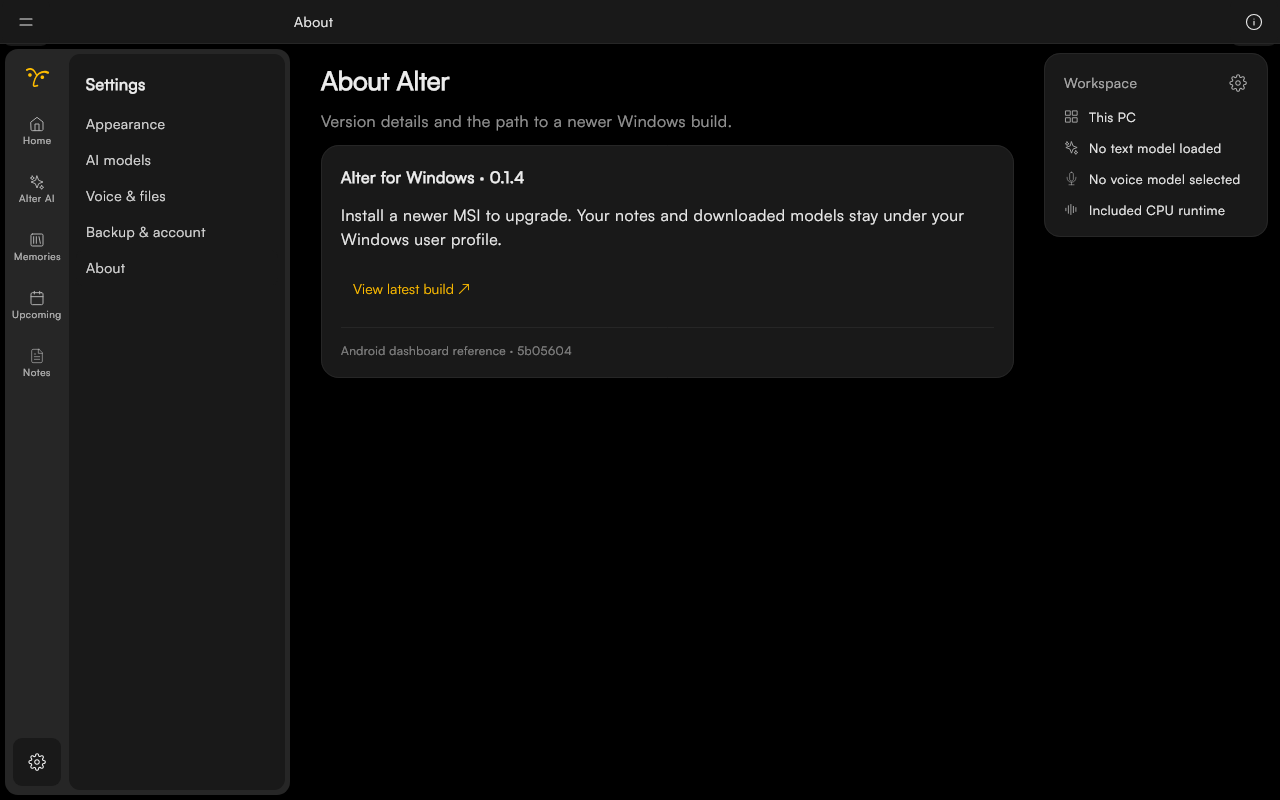 About
Home
Alter AI
Memories
Upcoming
Notes
Settings
Appearance
AI models
Voice & files
Backup & account
About
About Alter
Version details and the path to a newer Windows build.
Alter for Windows • 0.1.4
Install a newer MSI to upgrade. Your notes and downloaded models stay under your
Windows user profile.
View latest build ↗
Android dashboard reference • 5b05604
Workspace
This PC
No text model loaded
No voice model selected
Included CPU runtime